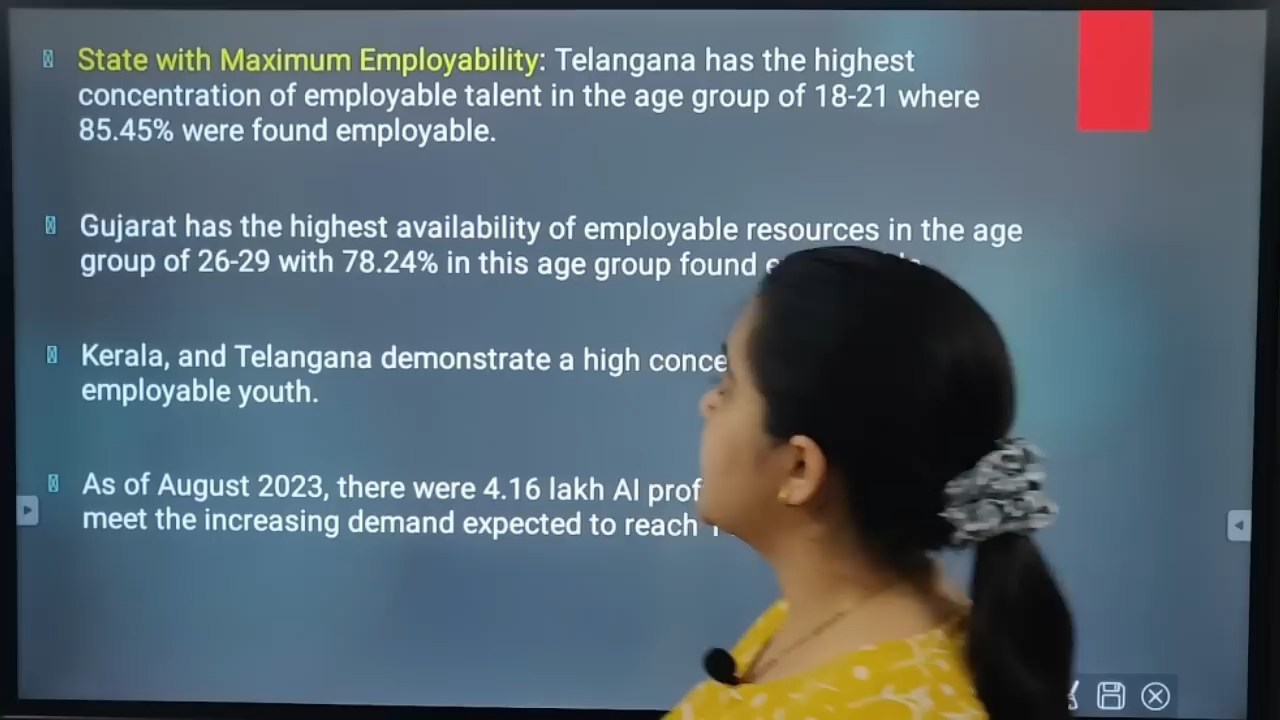 State with Maximum Employability: Telangana has the highest
concentration of employable talent in the age group of 18-21 where
85.45% were found employable.
Gujarat has the highest availability of employable resources in the age
group of 26-29 with 78.24% in this age group found
Kerala, and Telangana demonstrate a high
employable youth.
As of August 2023, there were 4.16 lakh AI
meet the increasing demand expected to reach